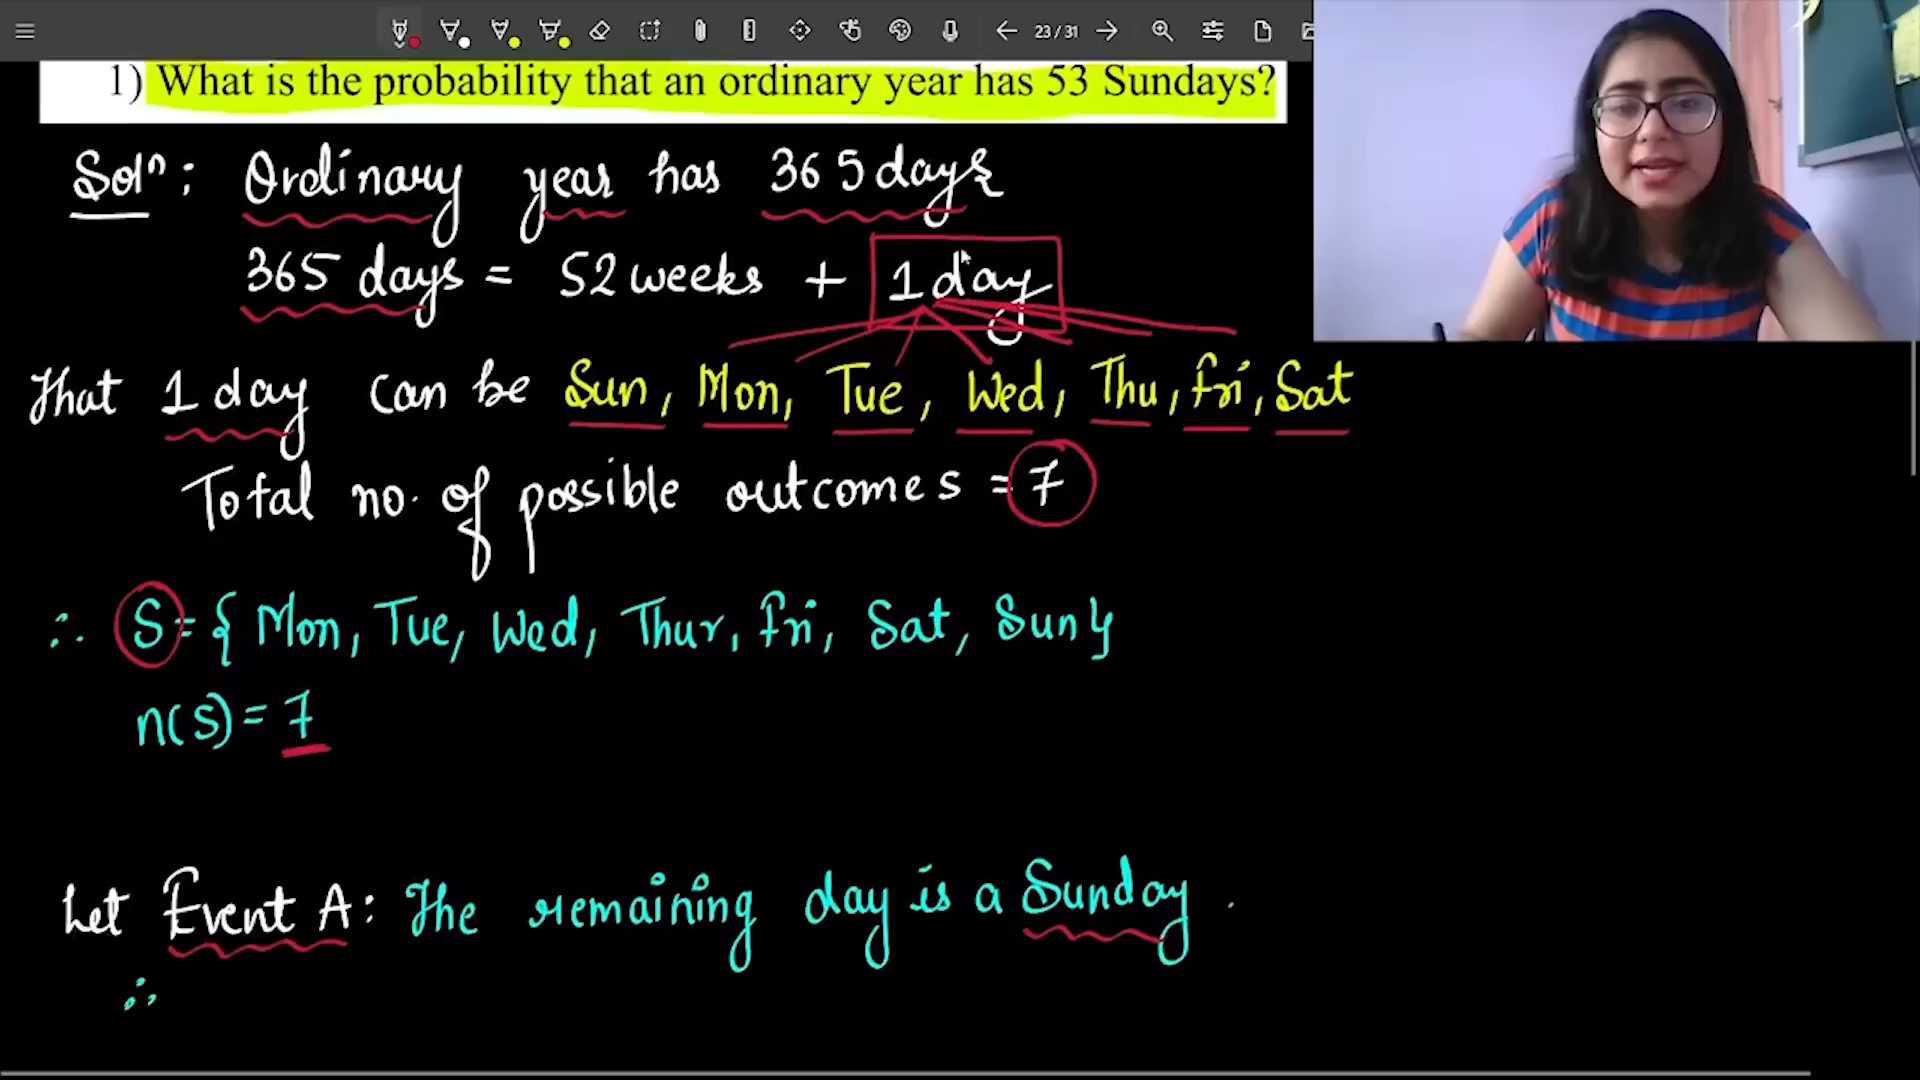 23 / 31
1) What is the probability that an ordinary year has 53 Sundays?
Solⁿ : Ordinary year has 365 days
365 days = 52 weeks + 1 day
That 1 day can be Sun, Mon, Tue, Wed, Thu, Fri, Sat
Total no. of possible outcomes = 7
∴ S = { Mon, Tue, Wed, Thur, Fri, Sat, Sun}
n(S) = 7
Let Event A : The remaining day is a Sunday .
∴